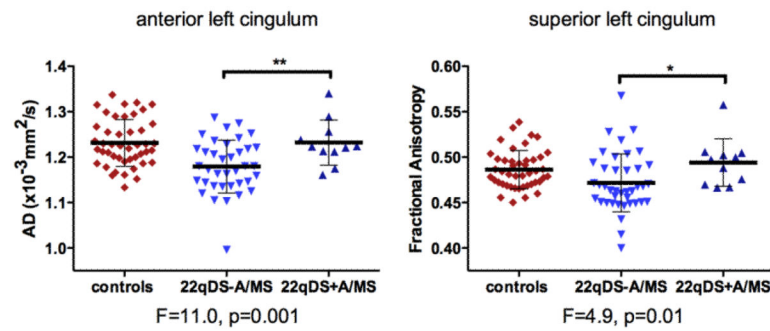 anterior left cingulum
**
1.4
1.3
1.2
1.1
1.0
AD (x10⁻³mm²/s)
controls
22qDS-A/MS
22qDS+A/MS
F=11.0, p=0.001
superior left cingulum
*
0.60
0.55
0.50
0.45
0.40
Fractional Anisotropy
controls
22qDS-A/MS
22qDS+A/MS
F=4.9, p=0.01